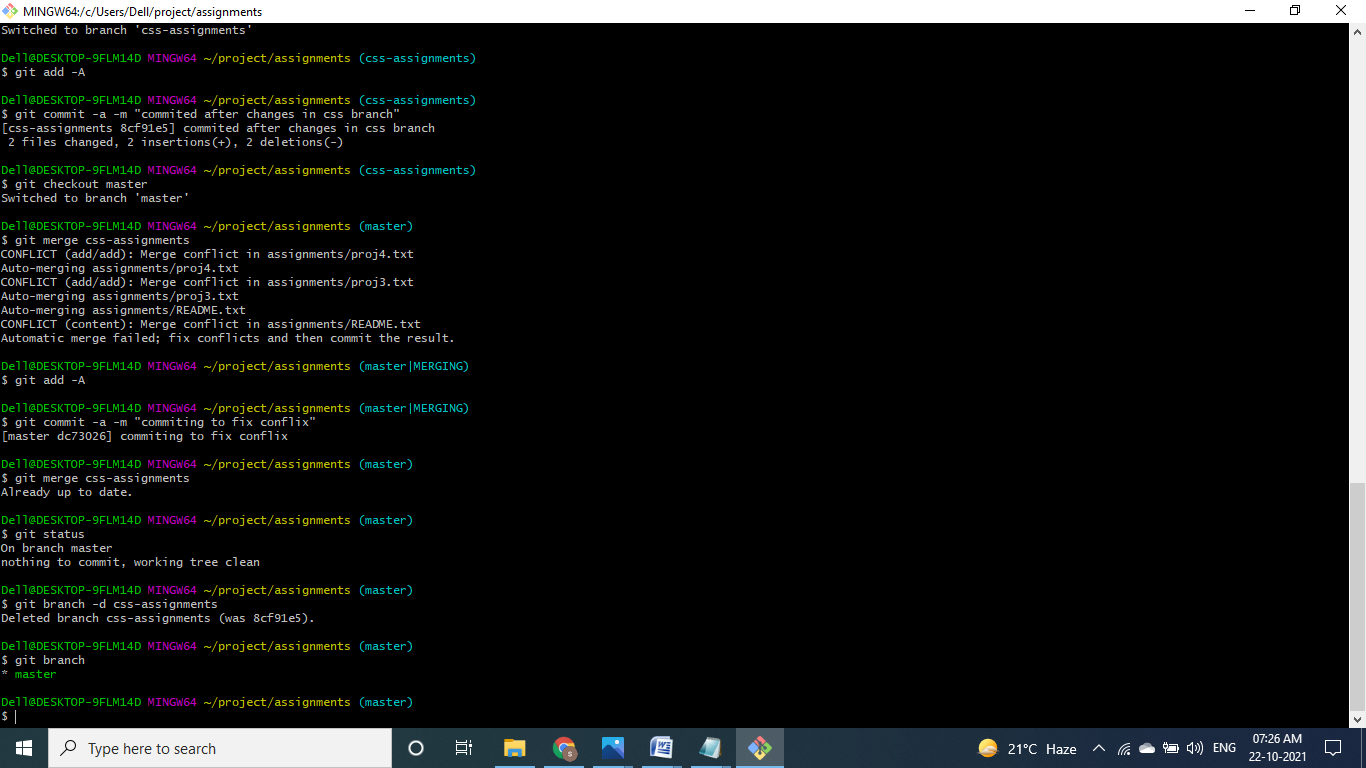 MINGW64:/c/Users/Dell/project/assignments
Switched to branch 'css-assignments'
Dell@DESKTOP-9FLM14D MINGW64 ~/project/assignments (css-assignments)
$ git add -A
Dell@DESKTOP-9FLM14D MINGW64 ~/project/assignments (css-assignments)
$ git commit -a -m "commited after changes in css branch"
[css-assignments 8cf91e5] commited after changes in css branch
 2 files changed, 2 insertions(+), 2 deletions(-)
Dell@DESKTOP-9FLM14D MINGW64 ~/project/assignments (css-assignments)
$ git checkout master
Switched to branch 'master'
Dell@DESKTOP-9FLM14D MINGW64 ~/project/assignments (master)
$ git merge css-assignments
CONFLICT (add/add): Merge conflict in assignments/proj4.txt
Auto-merging assignments/proj4.txt
CONFLICT (add/add): Merge conflict in assignments/proj3.txt
Auto-merging assignments/proj3.txt
Auto-merging assignments/README.txt
CONFLICT (content): Merge conflict in assignments/README.txt
Automatic merge failed; fix conflicts and then commit the result.
Dell@DESKTOP-9FLM14D MINGW64 ~/project/assignments (master|MERGING)
$ git add -A
Dell@DESKTOP-9FLM14D MINGW64 ~/project/assignments (master|MERGING)
$ git commit -a -m "commiting to fix conflix"
[master dc73026] commiting to fix conflix
Dell@DESKTOP-9FLM14D MINGW64 ~/project/assignments (master)
$ git merge css-assignments
Already up to date.
Dell@DESKTOP-9FLM14D MINGW64 ~/project/assignments (master)
$ git status
On branch master
nothing to commit, working tree clean
Dell@DESKTOP-9FLM14D MINGW64 ~/project/assignments (master)
$ git branch -d css-assignments
Deleted branch css-assignments (was 8cf91e5).
Dell@DESKTOP-9FLM14D MINGW64 ~/project/assignments (master)
$ git branch
* master
Dell@DESKTOP-9FLM14D MINGW64 ~/project/assignments (master)
$
Type here to search
21°C Haze
ENG
07:26 AM
22-10-2021